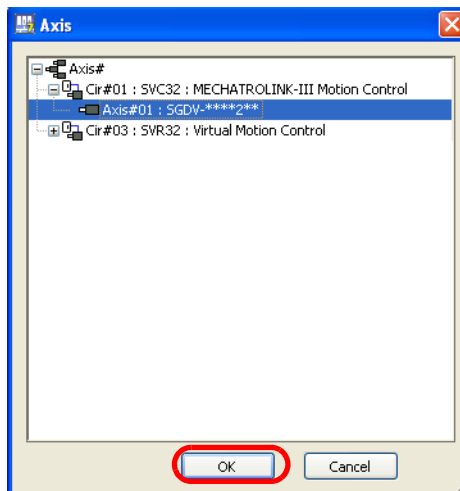 Axis
Axis#
Cir#01 : SVC32 : MECHATROLINK-III Motion Control
Axis#01 : SGDV-****2**
Cir#03 : SVR32 : Virtual Motion Control
OK
Cancel